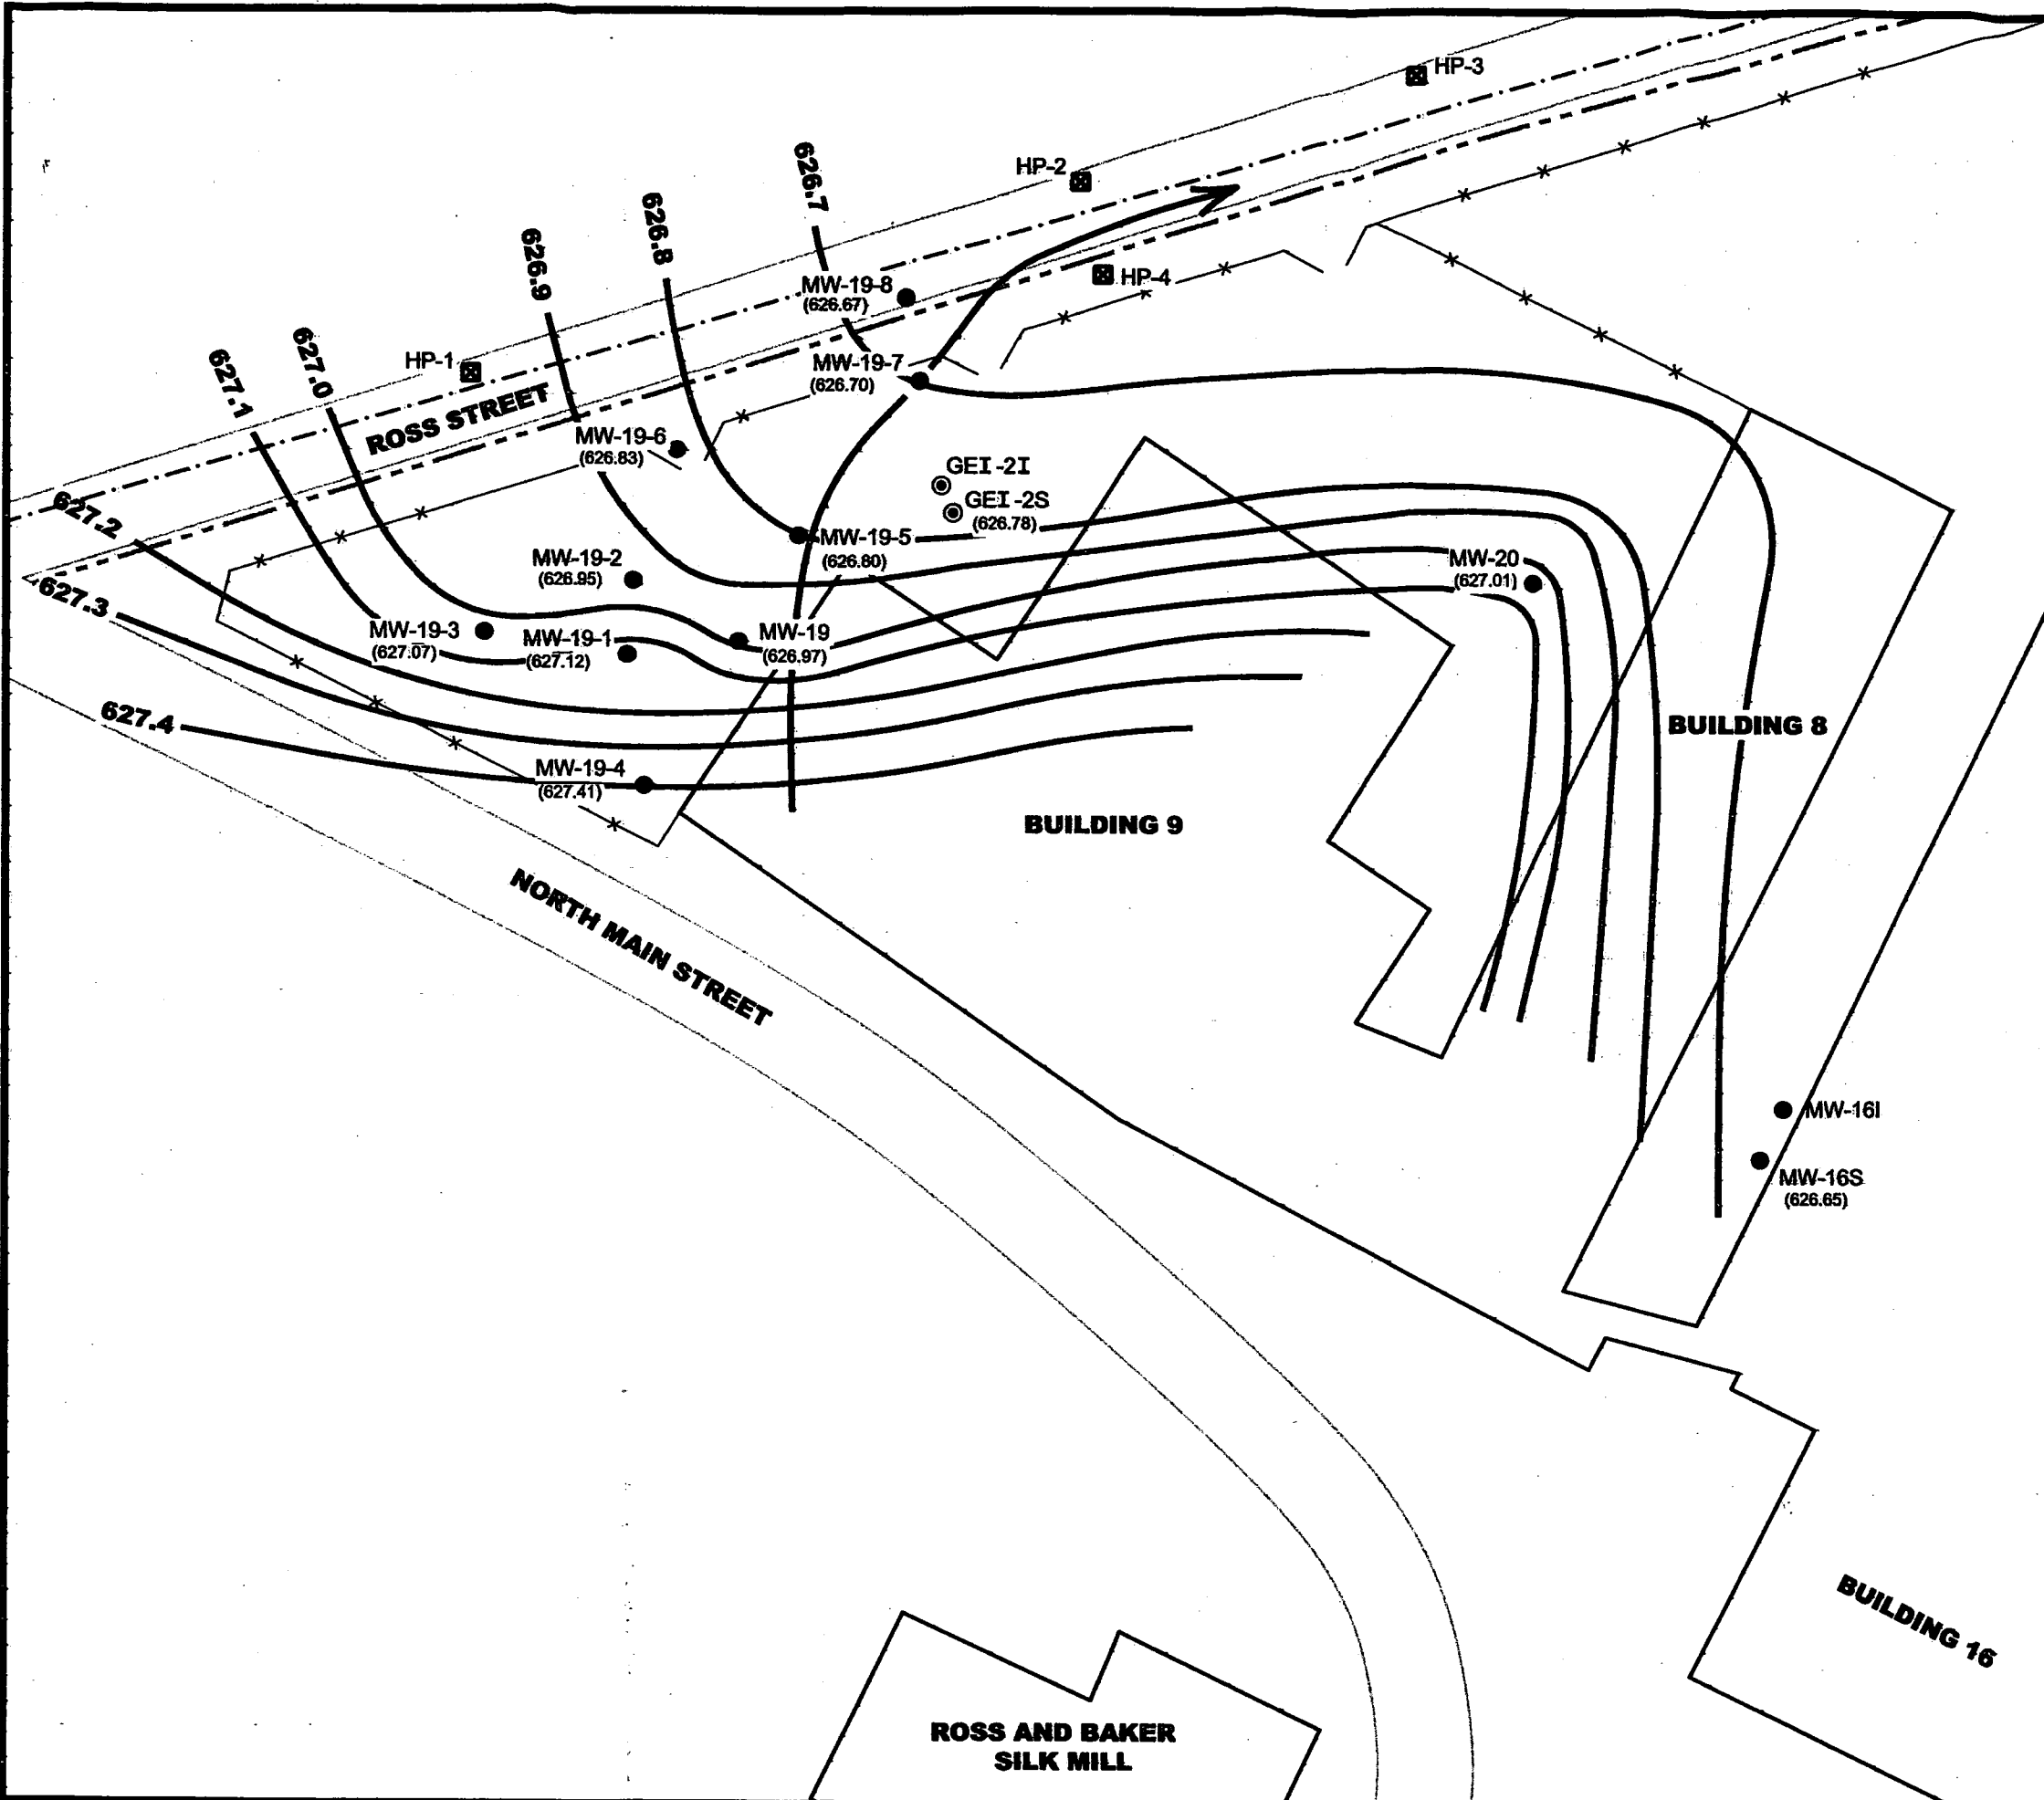 HP-3
HP-2
626.7
626.8
626.9
HP-4
MW-19-8
(626.67)
627.0
627.1
HP-1
MW-19-7
(626.70)
ROSS STREET
MW-19-6
(626.83)
GEI-2I
GEI-2S
(626.78)
627.2
MW-19-5
(626.80)
MW-19-2
(626.95)
MW-20
(627.01)
627.3
MW-19-3
(627.07)
MW-19-1
(627.12)
MW-19
(626.97)
627.4
BUILDING 8
MW-19-4
(627.41)
BUILDING 9
NORTH MAIN STREET
MW-16I
MW-16S
(626.65)
BUILDING 16
ROSS AND BAKER
SILK MILL